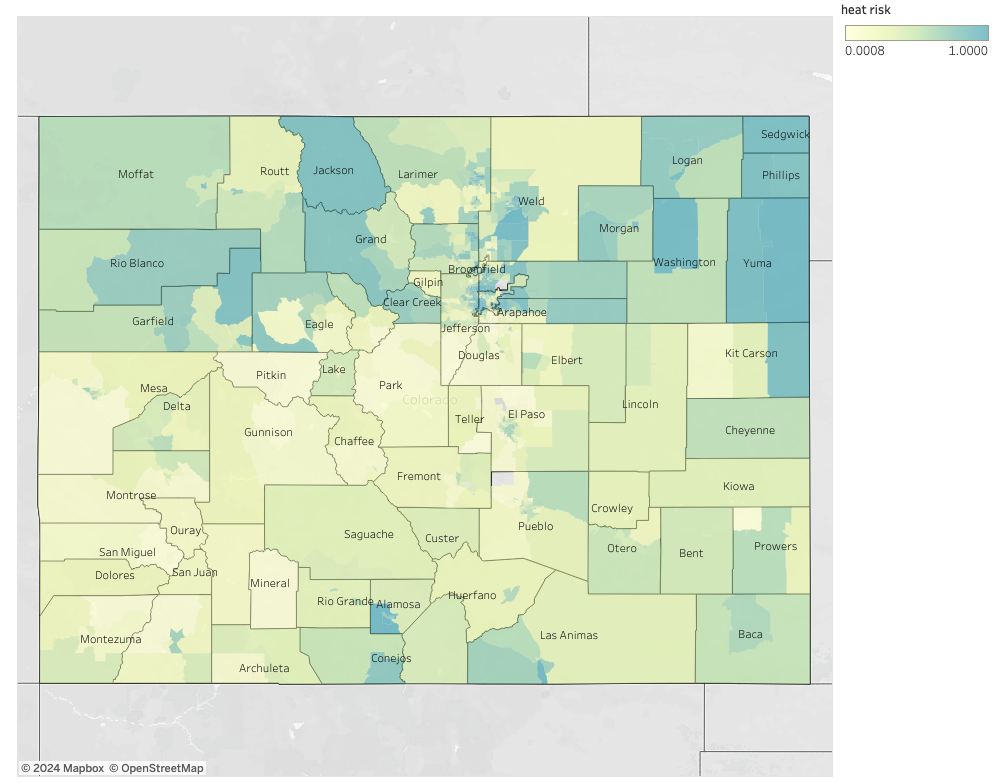 heat risk
0.0008 1.0000
Sedgwick
Logan
Moffat
Routt
Jackson
Larimer
Phillips
Weld
Morgan
Grand
Rio Blanco
Washington
Yuma
Broomfield
Gilpin
Clear Creek
Garfield
Eagle
Arapahoe
Jefferson
Douglas
Kit Carson
Elbert
Lake
Pitkin
Park
Mesa
Colorado
Delta
Lincoln
Teller
El Paso
Gunnison
Chaffee
Cheyenne
Fremont
Kiowa
Montrose
Crowley
Pueblo
Ouray
Saguache
Custer
Otero
Bent
Prowers
San Miguel
San Juan
Dolores
Mineral
Huerfano
Rio Grande
Alamosa
Las Animas
Baca
Montezuma
Conejos
Archuleta
© 2024 Mapbox © OpenStreetMap